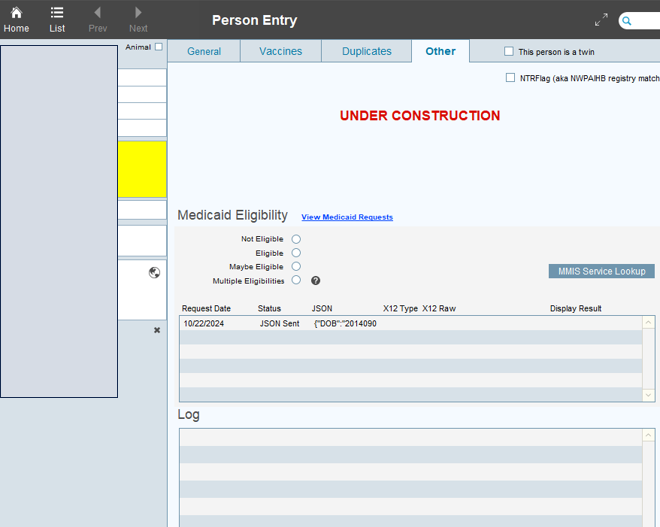 Person Entry
Home List Prev Next
Animal
General Vaccines Duplicates Other This person is a twin
NTRFlag (aka NWPAIHB registry match
UNDER CONSTRUCTION
Medicaid Eligibility View Medicaid Requests
Not Eligible
Eligible
Maybe Eligible
Multiple Eligibilities ?
MMIS Service Lookup
Request Date Status JSON X12 Type X12 Raw Display Result
10/22/2024 JSON Sent {"DOB":"2014090
Log